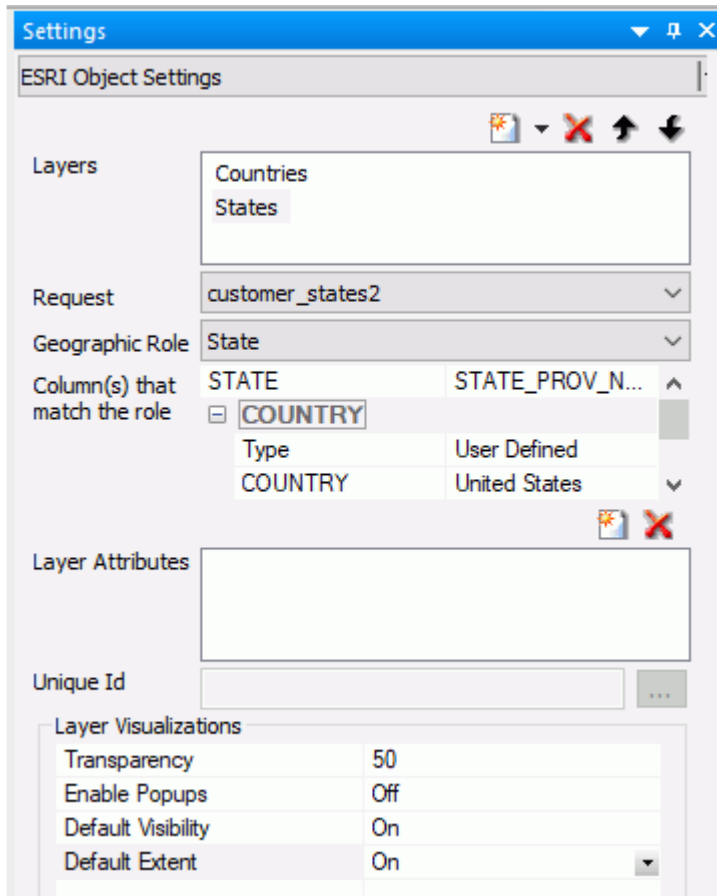 Settings
ESRI Object Settings
Layers
Countries
States
Request customer_states2
Geographic Role State
Column(s) that match the role
STATE STATE_PROV_N...
COUNTRY
Type User Defined
COUNTRY United States
Layer Attributes
Unique Id ...
Layer Visualizations
Transparency 50
Enable Popups Off
Default Visibility On
Default Extent On